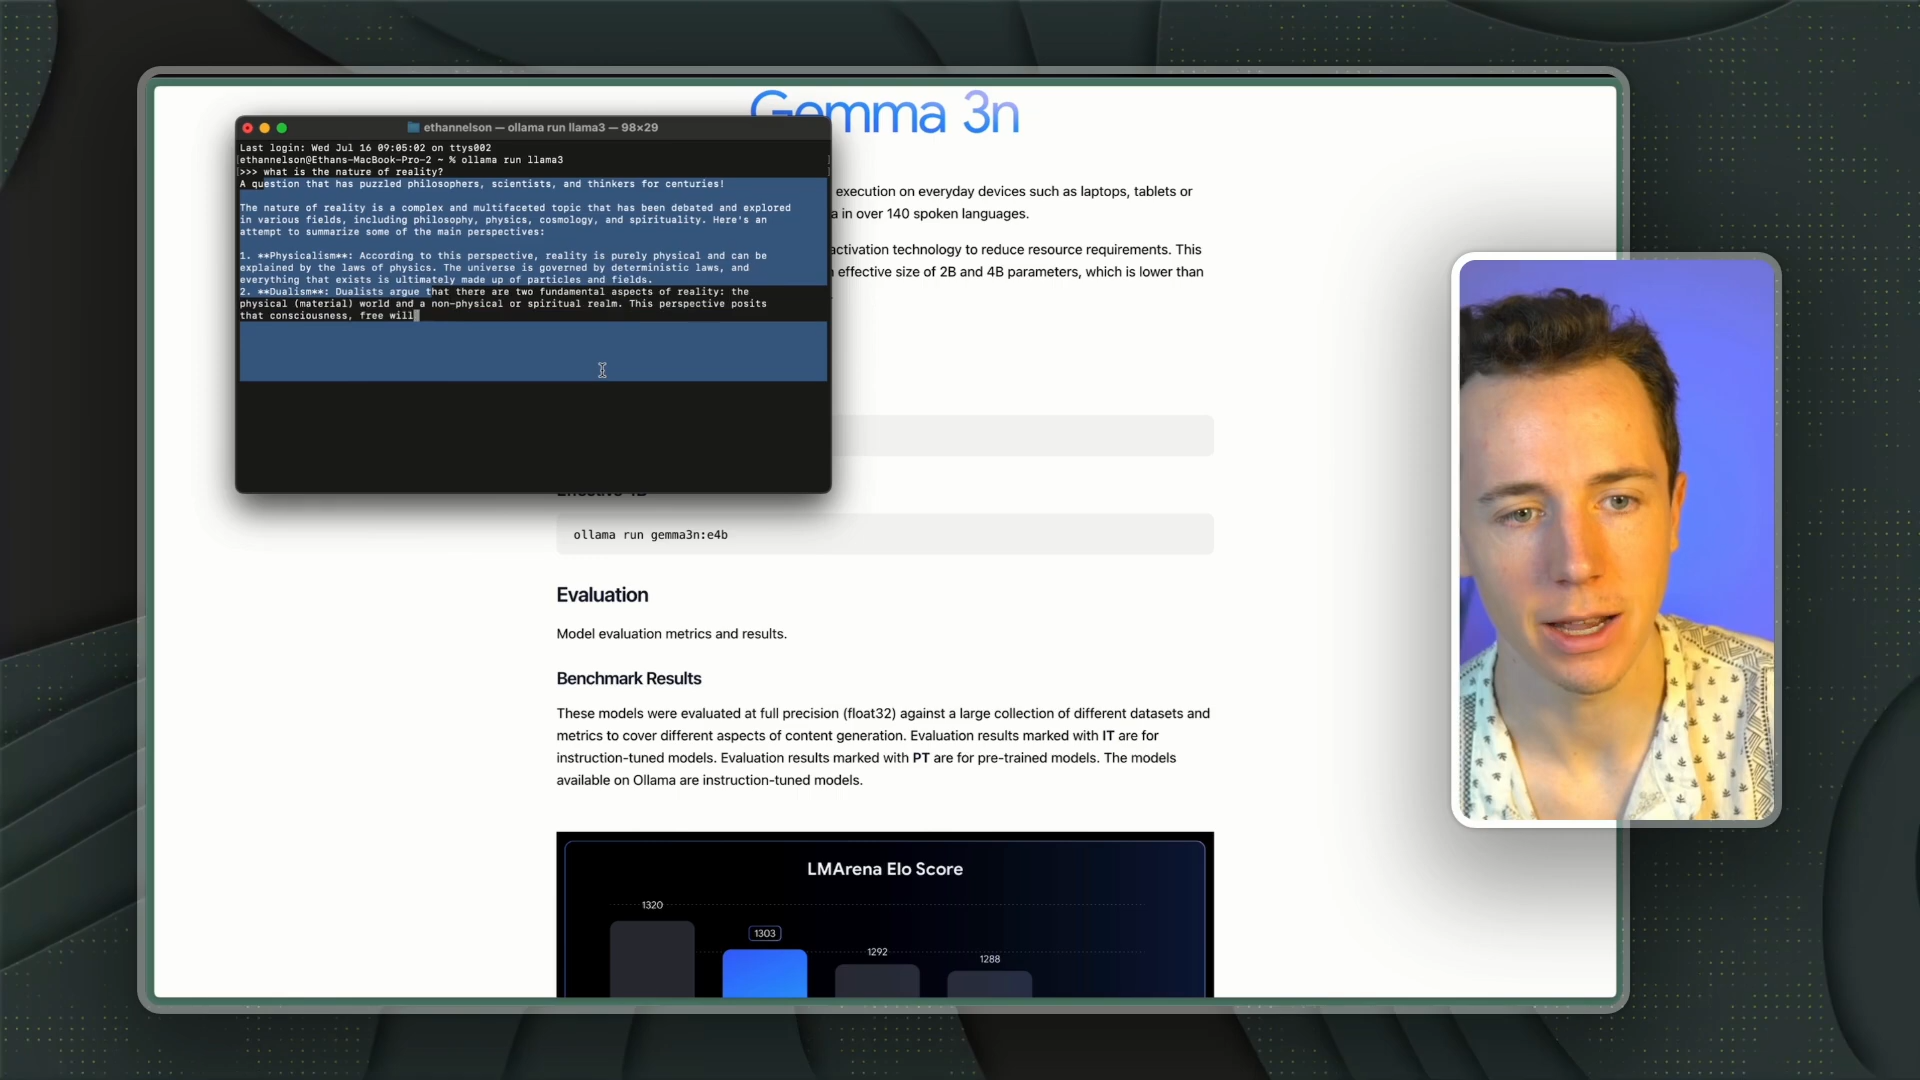 Gemma 3n
ethannelson — ollama run llama3 — 98×29
Last login: Wed Jul 16 09:05:02 on ttys002
ethannelson@Ethans-MacBook-Pro-2 ~ % ollama run llama3
>>> what is the nature of reality?
A question that has puzzled philosophers, scientists, and thinkers for centuries!
The nature of reality is a complex and multifaceted topic that has been debated and explored
in various fields, including philosophy, physics, cosmology, and spirituality. Here's an
attempt to summarize some of the main perspectives:
1. **Physicalism**: According to this perspective, reality is purely physical and can be
explained by the laws of physics. The universe is governed by deterministic laws, and
everything that exists is ultimately made up of particles and fields.
2. **Dualism**: Dualists argue that there are two fundamental aspects of reality: the
physical (material) world and a non-physical or spiritual realm. This perspective posits
that consciousness, free will
execution on everyday devices such as laptops, tablets or
a in over 140 spoken languages.
activation technology to reduce resource requirements. This
effective size of 2B and 4B parameters, which is lower than
ollama run gemma3n:e4b
Evaluation
Model evaluation metrics and results.
Benchmark Results
These models were evaluated at full precision (float32) against a large collection of different datasets and
metrics to cover different aspects of content generation. Evaluation results marked with IT are for
instruction-tuned models. Evaluation results marked with PT are for pre-trained models. The models
available on Ollama are instruction-tuned models.
LMArena Elo Score
1320
1303
1292
1288